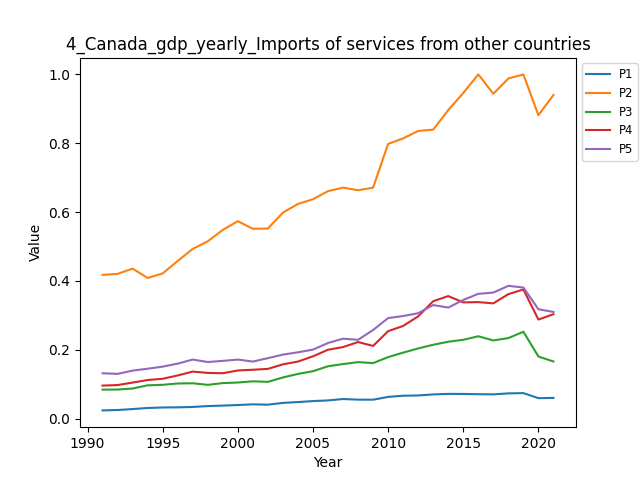 4_Canada_gdp_yearly_Imports of services from other countries
P1
P2
P3
P4
P5
Value
1.0
0.8
0.6
0.4
0.2
0.0
1990 1995 2000 2005 2010 2015 2020
Year